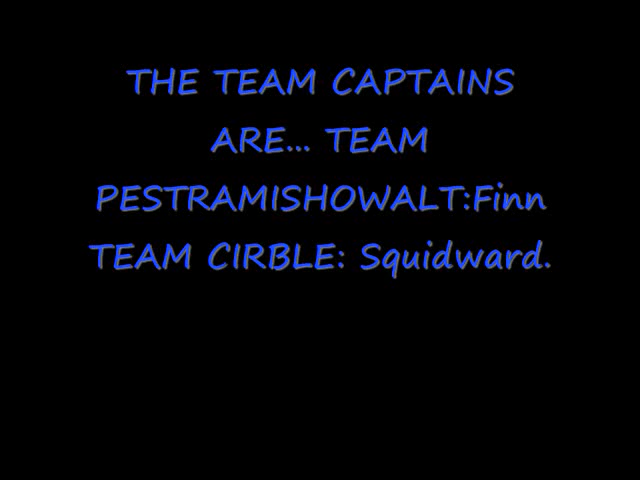 THE TEAM CAPTAINS
ARE... TEAM
PESTRAMISHOWALT:Finn
TEAM CIRBLE: Squidward.